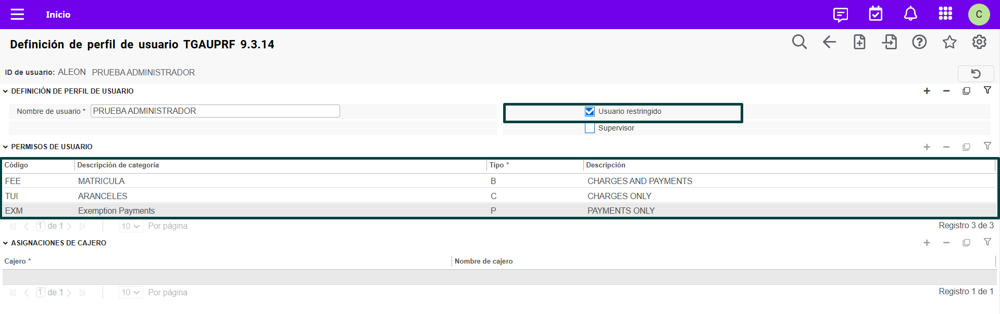 Inicio
C
Definición de perfil de usuario TGAUPRF 9.3.14
ID de usuario: ALEON PRUEBA ADMINISTRADOR
DEFINICIÓN DE PERFIL DE USUARIO
Nombre de usuario * PRUEBA ADMINISTRADOR
Usuario restringido
Supervisor
PERMISOS DE USUARIO
Código Descripción de categoría Tipo * Descripción
FEE MATRICULA B CHARGES AND PAYMENTS
TUI ARANCELES C CHARGES ONLY
EXM Exemption Payments P PAYMENTS ONLY
1 de 1 10 Por página Registro 3 de 3
ASIGNACIONES DE CAJERO
Cajero * Nombre de cajero
1 de 1 10 Por página Registro 1 de 1